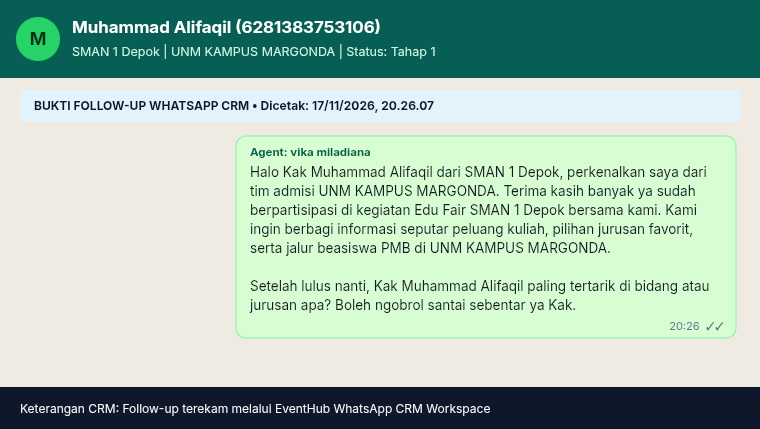 M
Muhammad Alifaqil (6281383753106)
SMAN 1 Depok | UNM KAMPUS MARGONDA | Status: Tahap 1
BUKTI FOLLOW-UP WHATSAPP CRM • Dicetak: 17/11/2026, 20.26.07
Agent: vika miladiana
Halo Kak Muhammad Alifaqil dari SMAN 1 Depok, perkenalkan saya dari
tim admisi UNM KAMPUS MARGONDA. Terima kasih banyak ya sudah
berpartisipasi di kegiatan Edu Fair SMAN 1 Depok bersama kami. Kami
ingin berbagi informasi seputar peluang kuliah, pilihan jurusan favorit,
serta jalur beasiswa PMB di UNM KAMPUS MARGONDA.
Setelah lulus nanti, Kak Muhammad Alifaqil paling tertarik di bidang atau
jurusan apa? Boleh ngobrol santai sebentar ya Kak.
20:26 ✓✓
Keterangan CRM: Follow-up terekam melalui EventHub WhatsApp CRM Workspace